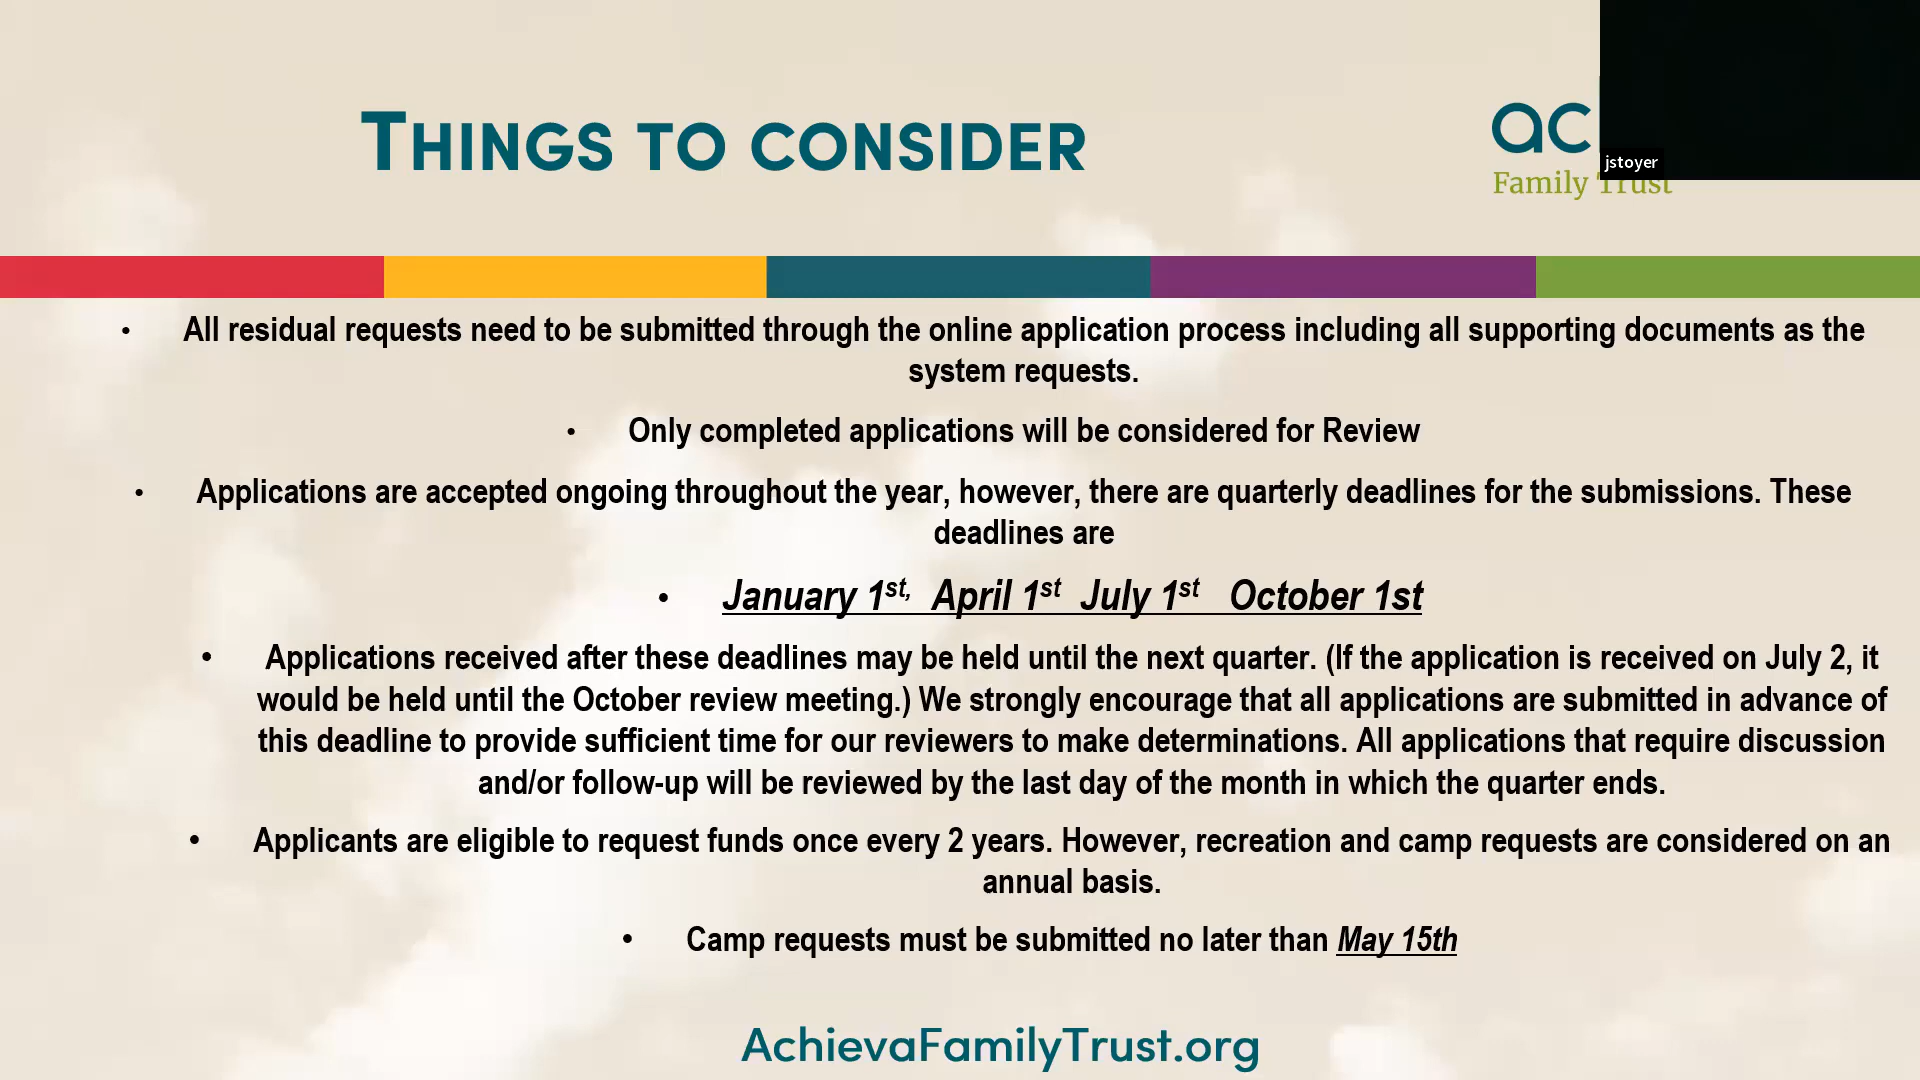 THINGS TO CONSIDER
ac
jstoyer
Family Trust
• All residual requests need to be submitted through the online application process including all supporting documents as the
system requests.
• Only completed applications will be considered for Review
• Applications are accepted ongoing throughout the year, however, there are quarterly deadlines for the submissions. These
deadlines are
• January 1st, April 1st July 1st October 1st
• Applications received after these deadlines may be held until the next quarter. (If the application is received on July 2, it
would be held until the October review meeting.) We strongly encourage that all applications are submitted in advance of
this deadline to provide sufficient time for our reviewers to make determinations. All applications that require discussion
and/or follow-up will be reviewed by the last day of the month in which the quarter ends.
• Applicants are eligible to request funds once every 2 years. However, recreation and camp requests are considered on an
annual basis.
• Camp requests must be submitted no later than May 15th
AchievaFamilyTrust.org